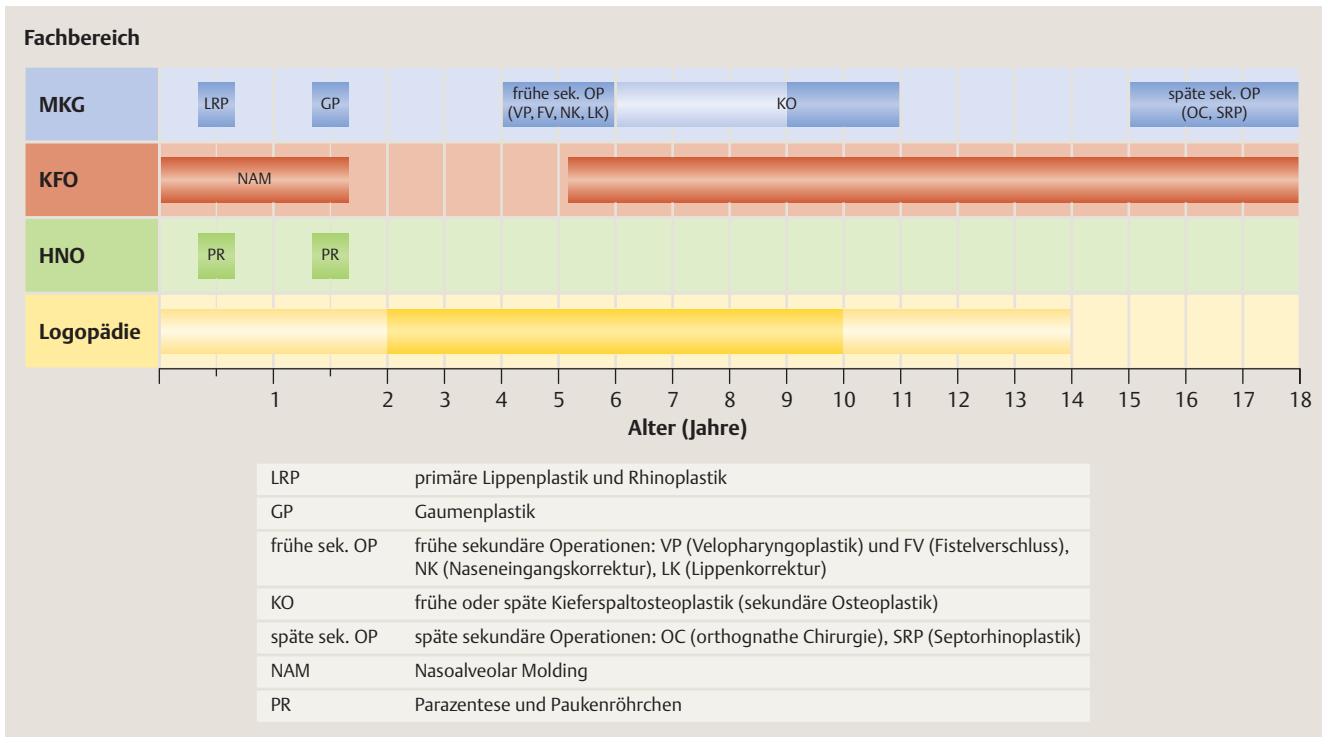 Fachbereich
MKG
LRP
GP
frühe sek. OP
(VP, FV, NK, LK)
KO
späte sek. OP
(OC, SRP)
KFO
NAM
HNO
PR
PR
Logopädie
1 2 3 4 5 6 7 8 9 10 11 12 13 14 15 16 17 18
Alter (Jahre)
LRP primäre Lippenplastik und Rhinoplastik
GP Gaumenplastik
frühe sek. OP frühe sekundäre Operationen: VP (Velopharyngoplastik) und FV (Fistelverschluss),
NK (Naseneingangskorrektur), LK (Lippenkorrektur)
KO frühe oder späte Kieferspaltosteoplastik (sekundäre Osteoplastik)
späte sek. OP späte sekundäre Operationen: OC (orthognathe Chirurgie), SRP (Septorhinoplastik)
NAM Nasoalveolar Molding
PR Parazentese und Paukenröhrchen